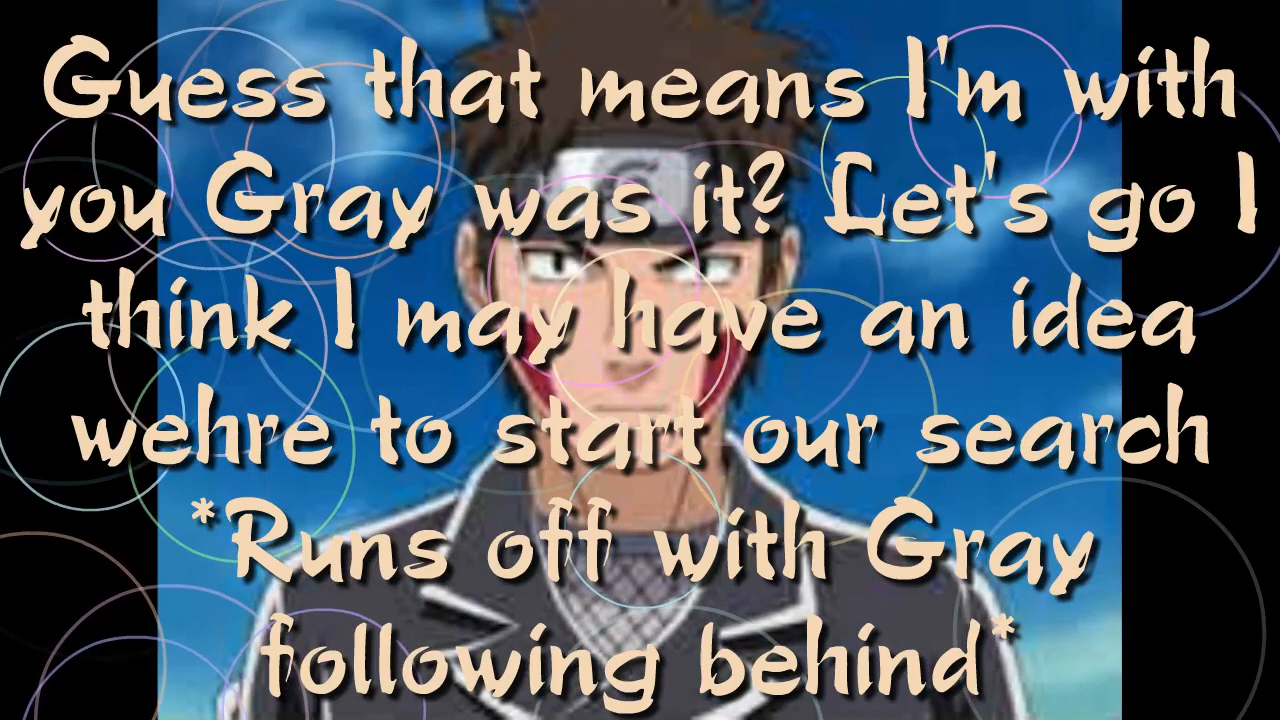 Guess that means I'm with
you Gray was it? Let's go I
think I may have an idea
wehre to start our search
*Runs off with Gray
following behind*